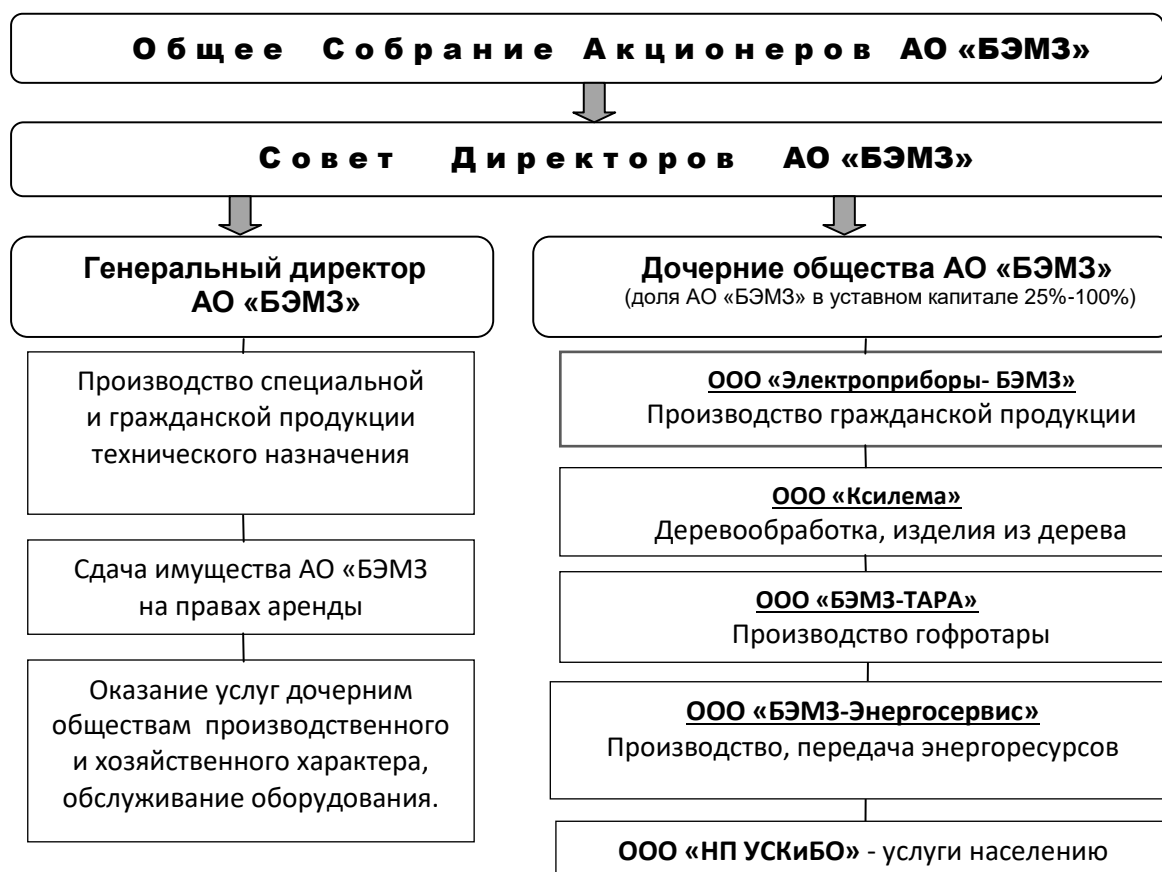 Общее Собрание Акционеров АО «БЭМЗ»
Совет Директоров АО «БЭМЗ»
Генеральный директор
АО «БЭМЗ»
Производство специальной
и гражданской продукции
технического назначения
Сдача имущества АО «БЭМЗ
на правах аренды
Оказание услуг дочерним
обществам производственного
и хозяйственного характера,
обслуживание оборудования.
Дочерние общества АО «БЭМЗ»
(доля АО «БЭМЗ» в уставном капитале 25%-100%)
ООО «Электроприборы- БЭМЗ»
Производство гражданской продукции
ООО «Ксилема»
Деревообработка, изделия из дерева
ООО «БЭМЗ-ТАРА»
Производство гофротары
ООО «БЭМЗ-Энергосервис»
Производство, передача энергоресурсов
ООО «НП УСКиБО» - услуги населению